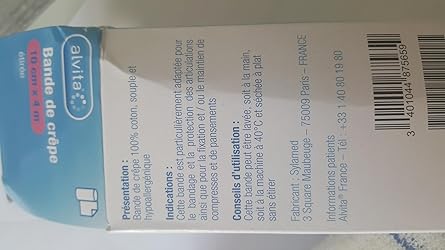 alvita
Bande de crêpe
10 cm x 4 m
étirée
Présentation :
Bande de crêpe 100% coton, souple et
hypoallergénique
Indications :
Cette bande est particulièrement adaptée pour
le bandage et la protection des articulations
ainsi que pour la fixation et / ou le maintien de
compresses et de pansements
Conseils d'utilisation :
Cette bande peut être lavée, soit à la main,
soit à la machine à 40°C et séchée à plat
sans étirer
Fabricant : Sylamed
3 Square Maubeuge – 75009 Paris – FRANCE
Informations patients
Alvita® France – Tél : +33 1 40 80 19 80
3 401044 875659